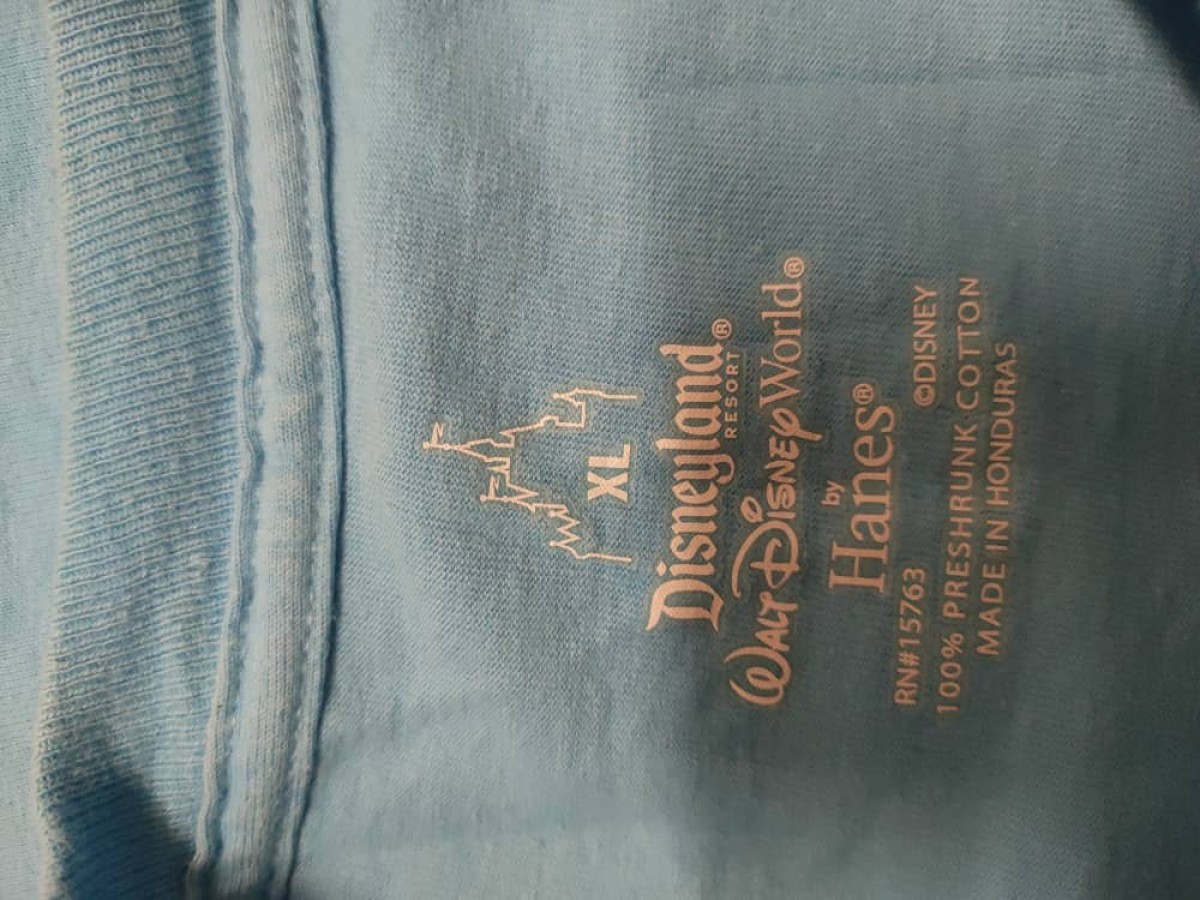 XL
Disneyland®
RESORT
WALT DISNEY World®
by
Hanes®
RN#15763 ©DISNEY
100% PRESHRUNK COTTON
MADE IN HONDURAS